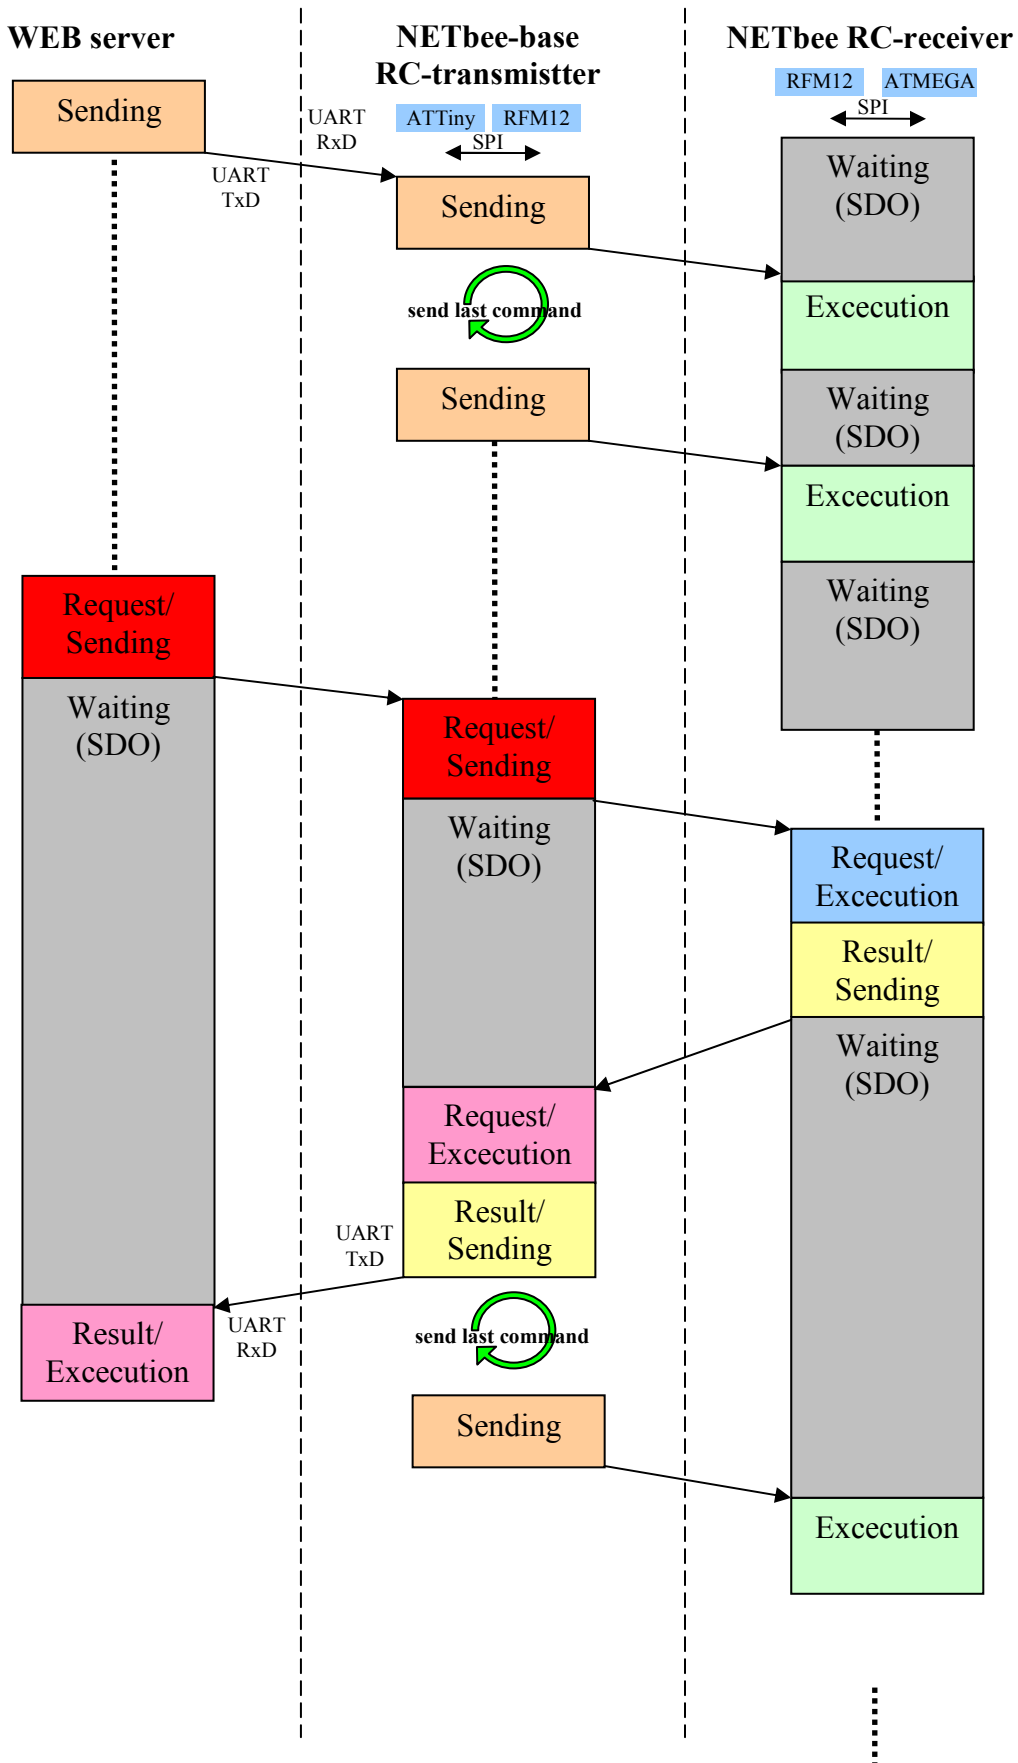 WEB server
NETbee-base
RC-transmistter
NETbee RC-receiver
RFM12
ATMEGA
SPI
Sending
UART
RxD
ATTiny
RFM12
SPI
UART
TxD
Waiting
(SDO)
Sending
send last command
Excecution
Sending
Waiting
(SDO)
Excecution
Waiting
(SDO)
Request/
Sending
Waiting
(SDO)
Request/
Sending
Waiting
(SDO)
Request/
Excecution
Result/
Sending
Waiting
(SDO)
Request/
Excecution
Result/
Sending
UART
TxD
UART
RxD
Result/
Excecution
send last command
Sending
Excecution